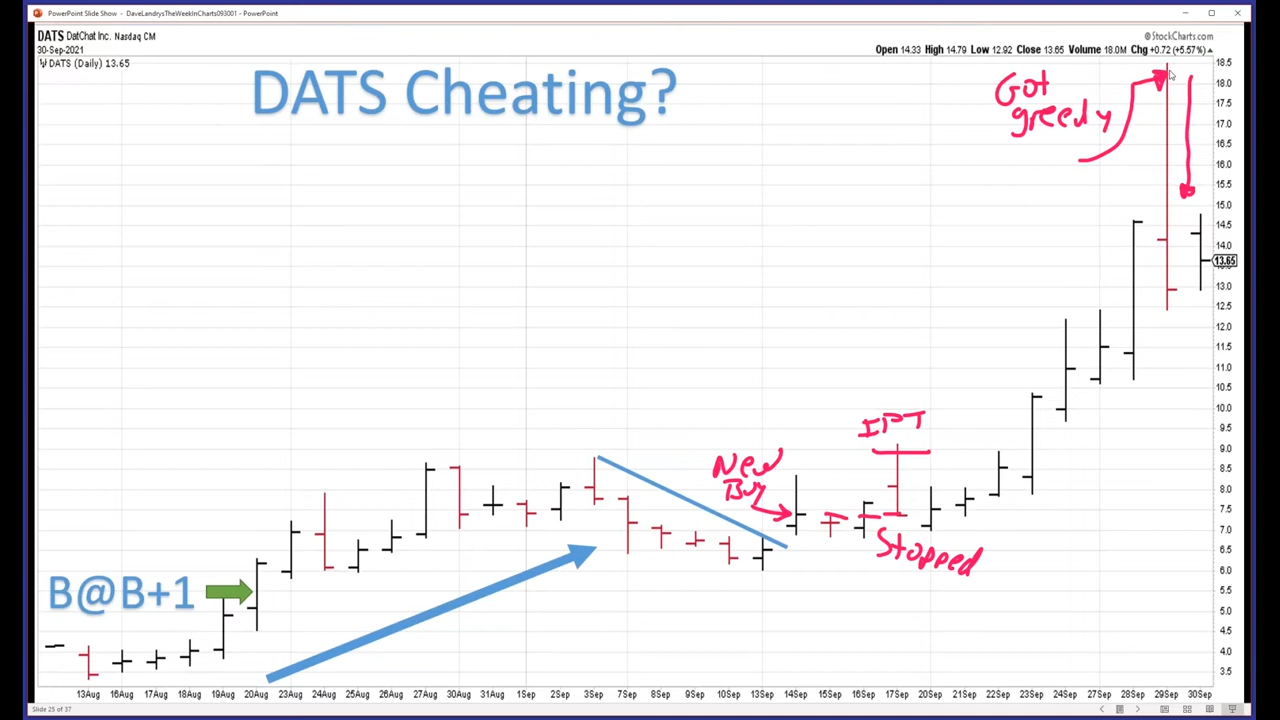 PowerPoint Slide Show - DaveLandrysTheWeekInCharts093001 - PowerPoint
DATS DatChat Inc. Nasdaq CM
© StockCharts.com
30-Sep-2021
Open 14.33 High 14.79 Low 12.92 Close 13.65 Volume 18.0M Chg +0.72 (+5.57%)
DATS (Daily) 13.65
DATS Cheating?
Got
greedy
18.5
18.0
17.5
17.0
16.5
16.0
15.5
15.0
14.5
14.0
13.65
13.0
12.5
12.0
11.5
11.0
10.5
10.0
9.5
9.0
8.5
8.0
7.5
7.0
6.5
6.0
5.5
5.0
4.5
4.0
3.5
IPT
New
Buy
Stopped
B@B+1
13Aug 16Aug 17Aug 18Aug 19Aug 20Aug 23Aug 24Aug 25Aug 26Aug 27Aug 30Aug 31Aug 1Sep 2Sep 3Sep 7Sep 8Sep 9Sep 10Sep 13Sep 14Sep 15Sep 16Sep 17Sep 20Sep 21Sep 22Sep 23Sep 24Sep 27Sep 28Sep 29Sep 30Sep
Slide 25 of 37